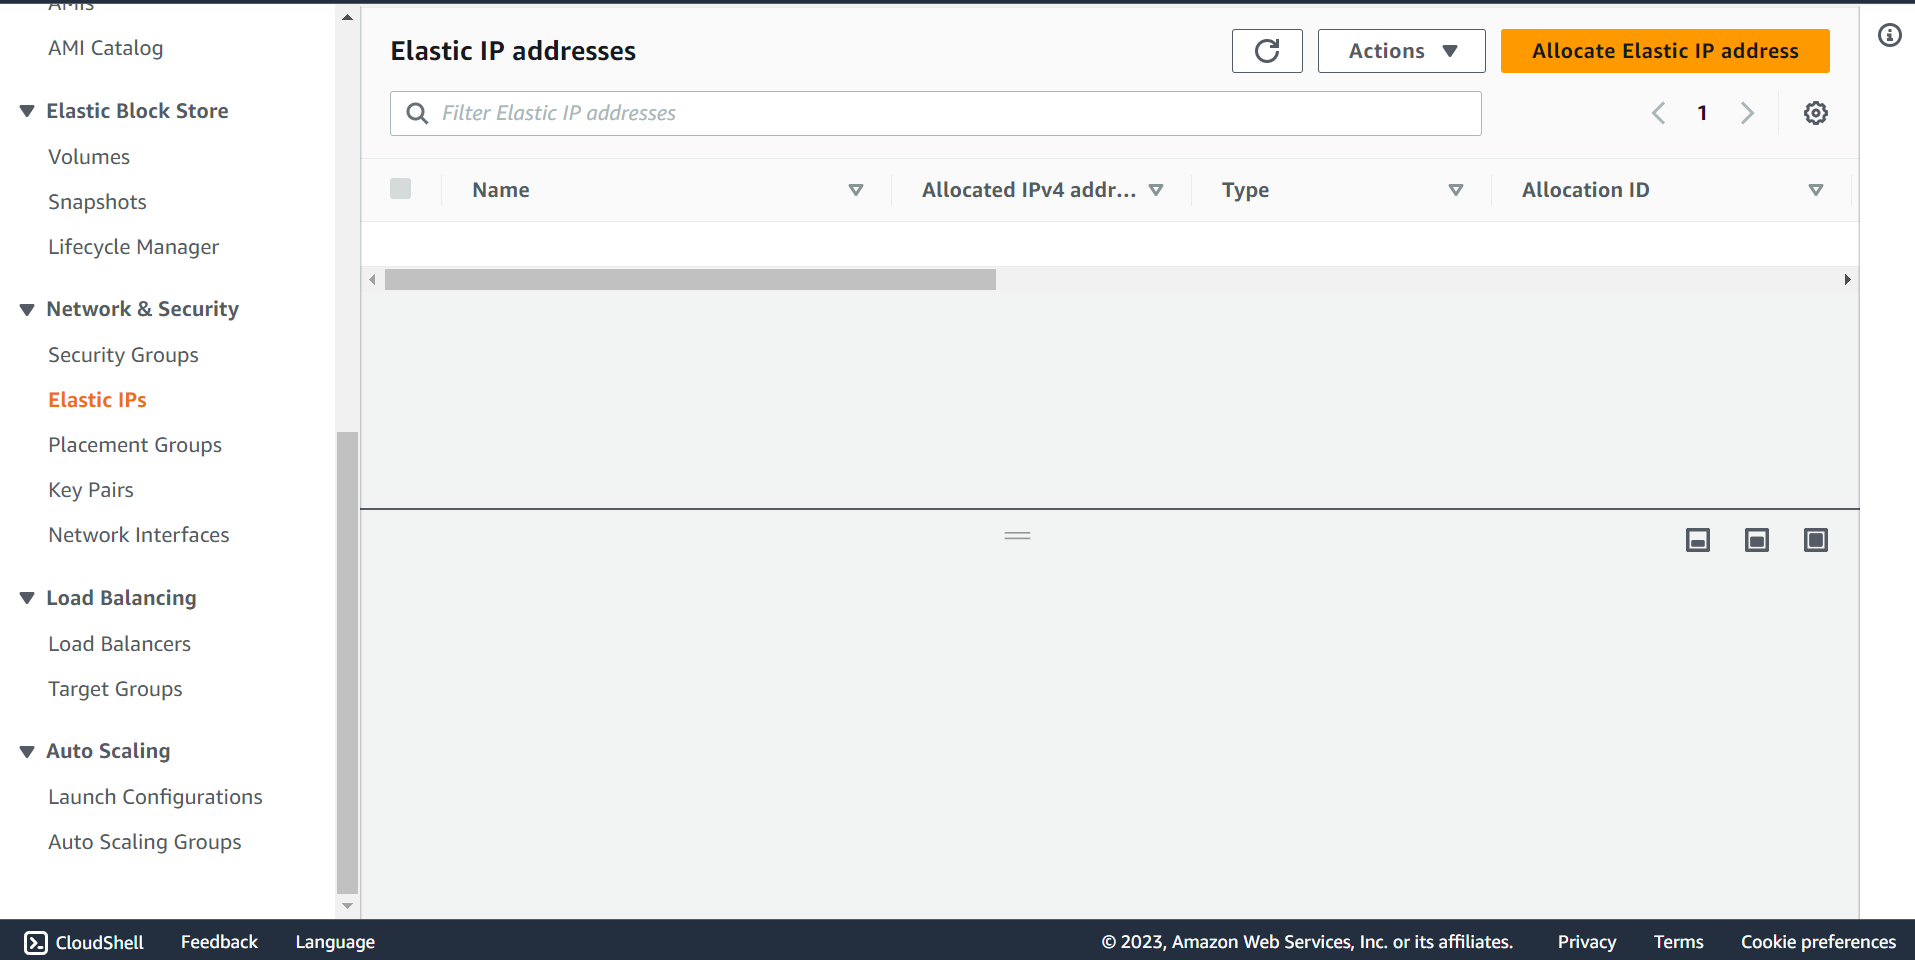 AMIs
AMI Catalog
Elastic Block Store
Volumes
Snapshots
Lifecycle Manager
Network & Security
Security Groups
Elastic IPs
Placement Groups
Key Pairs
Network Interfaces
Load Balancing
Load Balancers
Target Groups
Auto Scaling
Launch Configurations
Auto Scaling Groups
Elastic IP addresses
Actions
Allocate Elastic IP address
Filter Elastic IP addresses
1
Name
Allocated IPv4 addr...
Type
Allocation ID
CloudShell
Feedback
Language
© 2023, Amazon Web Services, Inc. or its affiliates.
Privacy
Terms
Cookie preferences